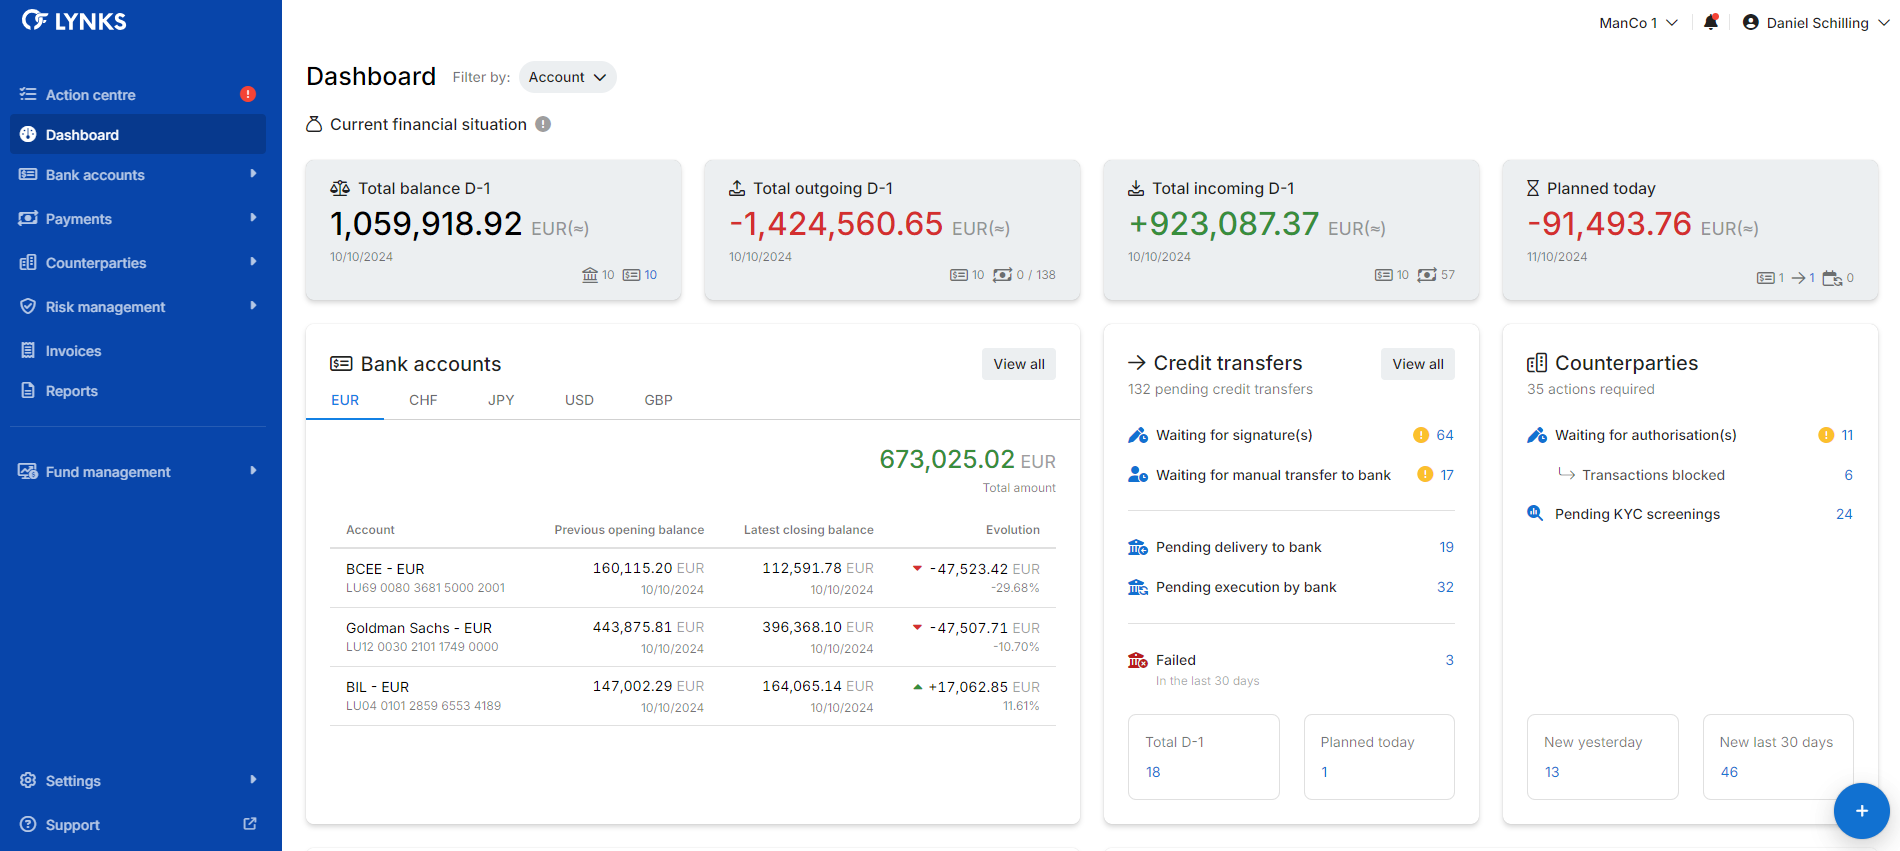 LYNKS
ManCo 1
Daniel Schilling
Action centre
Dashboard
Bank accounts
Payments
Counterparties
Risk management
Invoices
Reports
Fund management
Settings
Support
Dashboard Filter by: Account
Current financial situation
Total balance D-1
1,059,918.92 EUR(≈)
10/10/2024
10 10
Total outgoing D-1
-1,424,560.65 EUR(≈)
10/10/2024
10 0 / 138
Total incoming D-1
+923,087.37 EUR(≈)
10/10/2024
10 57
Planned today
-91,493.76 EUR(≈)
11/10/2024
1 1 0
Bank accounts View all
EUR CHF JPY USD GBP
673,025.02 EUR
Total amount
Account Previous opening balance Latest closing balance Evolution
BCEE - EUR 160,115.20 EUR 112,591.78 EUR -47,523.42 EUR
LU69 0080 3681 5000 2001 10/10/2024 10/10/2024 -29.68%
Goldman Sachs - EUR 443,875.81 EUR 396,368.10 EUR -47,507.71 EUR
LU12 0030 2101 1749 0000 10/10/2024 10/10/2024 -10.70%
BIL - EUR 147,002.29 EUR 164,065.14 EUR +17,062.85 EUR
LU04 0101 2859 6553 4189 10/10/2024 10/10/2024 11.61%
Credit transfers View all
132 pending credit transfers
Waiting for signature(s) 64
Waiting for manual transfer to bank 17
Pending delivery to bank 19
Pending execution by bank 32
Failed 3
In the last 30 days
Total D-1
18
Planned today
1
Counterparties
35 actions required
Waiting for authorisation(s) 11
Transactions blocked 6
Pending KYC screenings 24
New yesterday
13
New last 30 days
46